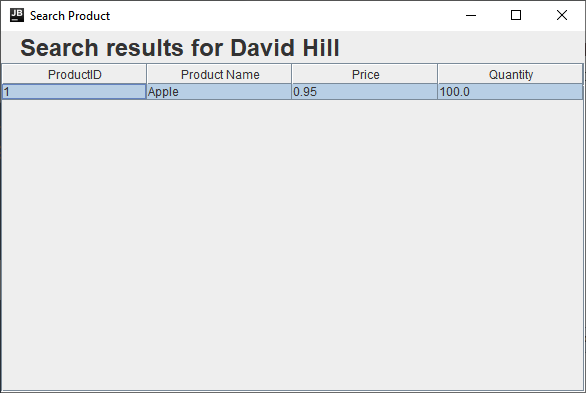 JB Search Product
Search results for David Hill
ProductID Product Name Price Quantity
1 Apple 0.95 100.0